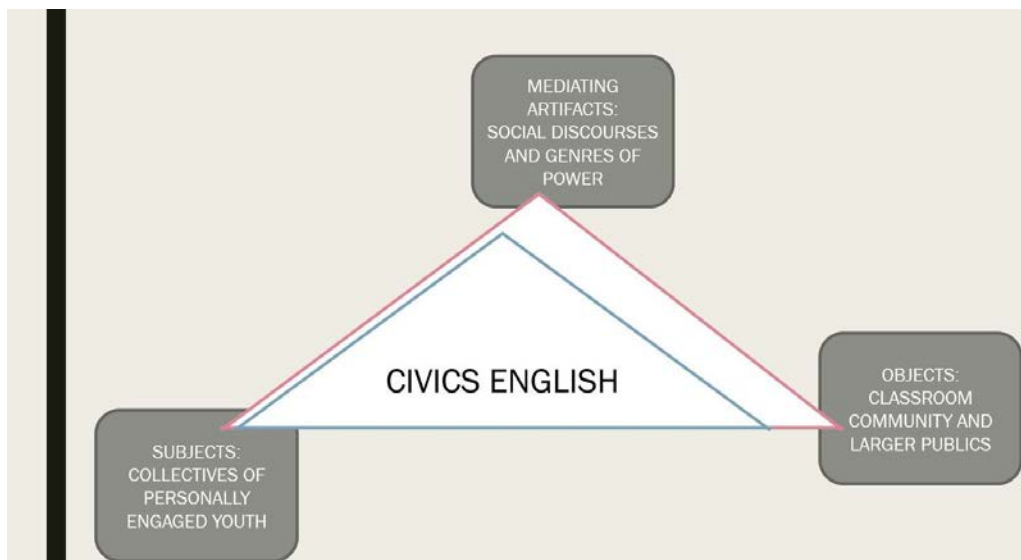 MEDIATING
ARTIFACTS:
SOCIAL DISCOURSES
AND GENRES OF
POWER
CIVICS ENGLISH
OBJECTS:
CLASSROOM
COMMUNITY AND
LARGER PUBLICS
SUBJECTS:
COLLECTIVES OF
PERSONALLY
ENGAGED YOUTH